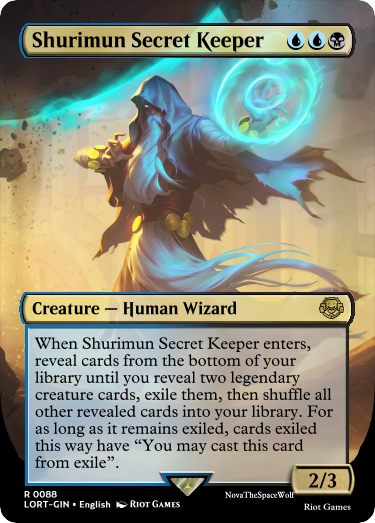 Shurimun Secret Keeper
Creature — Human Wizard
When Shurimun Secret Keeper enters,
reveal cards from the bottom of your
library until you reveal two legendary
creature cards, exile them, then shuffle all
other revealed cards into your library. For
as long as it remains exiled, cards exiled
this way have “You may cast this card
from exile”.
2/3
R 0088
LORT-GIN • English RIOT GAMES
NovaTheSpaceWolf
Riot Games